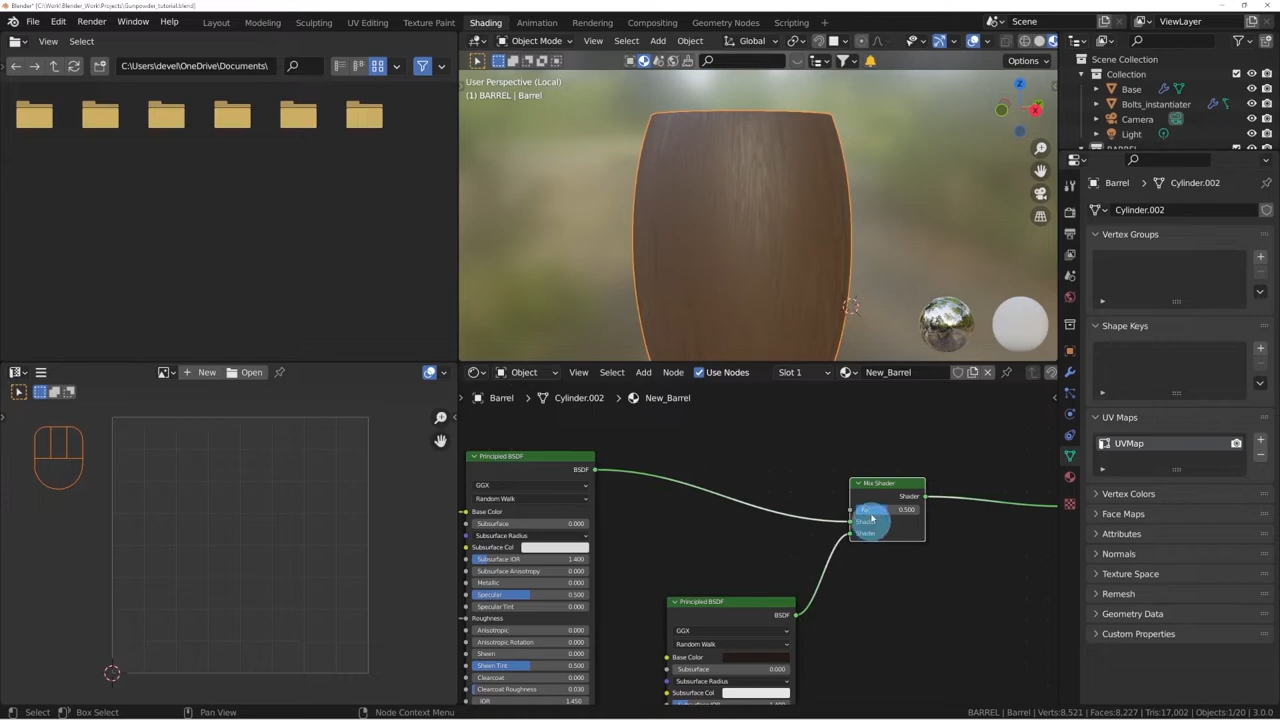 Blender* [C:\Work\Blender_Work\Projects\Gunpowder_tutorial.blend]
File Edit Render Window Help Layout Modeling Sculpting UV Editing Texture Paint Shading Animation Rendering Compositing Geometry Nodes Scripting Scene ViewLayer
View Select Object Mode View Select Add Object Global
C:\Users\devel\OneDrive\Documents\ Options
User Perspective (Local)
(1) BARREL | Barrel
Scene Collection
Collection
Base
Bolts_instantiater
Camera
Light
BARREL
Barrel Cylinder.002
Cylinder.002
Vertex Groups
Shape Keys
UV Maps
UVMap
Vertex Colors
Face Maps
Attributes
Normals
Texture Space
Remesh
Geometry Data
Custom Properties
New Open Object View Select Add Node Use Nodes Slot 1 New_Barrel
Barrel Cylinder.002 New_Barrel
Principled BSDF
BSDF
GGX
Random Walk
Base Color
Subsurface 0.000
Subsurface Radius
Subsurface Col
Subsurface IOR 1.400
Subsurface Anisotropy 0.000
Metallic 0.000
Specular 0.500
Specular Tint 0.000
Roughness
Anisotropic 0.000
Anisotropic Rotation 0.000
Sheen 0.000
Sheen Tint 0.500
Clearcoat 0.000
Clearcoat Roughness 0.030
IOR 1.450
Mix Shader
Shader
Fac 0.500
Shader
Shader
Principled BSDF
BSDF
GGX
Random Walk
Base Color
Subsurface 0.000
Subsurface Radius
Subsurface Col
Select Box Select Pan View Node Context Menu BARREL | Barrel | Verts:8,521 | Faces:8,227 | Tris:17,002 | Objects:1/20 | 3.0.0